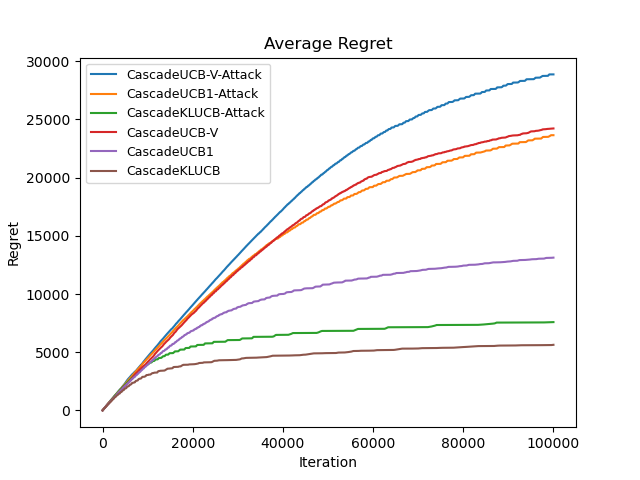 Average Regret
30000
25000
20000
15000
10000
5000
0
Regret
CascadeUCB-V-Attack
CascadeUCB1-Attack
CascadeKLUCB-Attack
CascadeUCB-V
CascadeUCB1
CascadeKLUCB
0 20000 40000 60000 80000 100000
Iteration